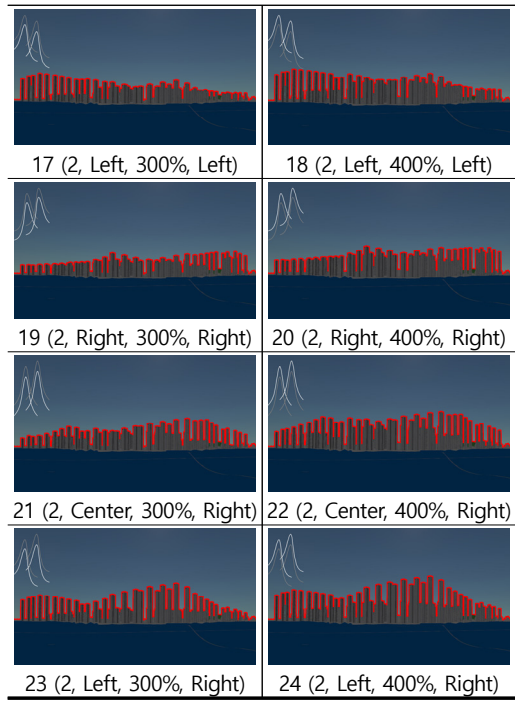 17 (2, Left, 300%, Left)
18 (2, Left, 400%, Left)
19 (2, Right, 300%, Right)
20 (2, Right, 400%, Right)
21 (2, Center, 300%, Right)
22 (2, Center, 400%, Right)
23 (2, Left, 300%, Right)
24 (2, Left, 400%, Right)